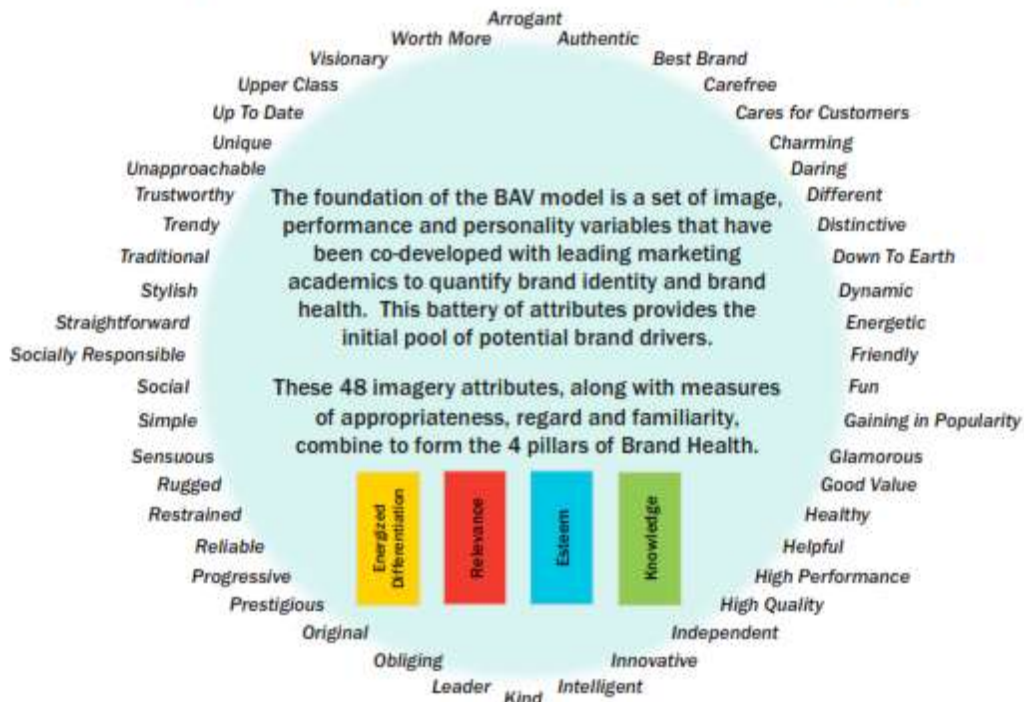 Arrogant
Authentic
Best Brand
Carefree
Cares for Customers
Charming
Daring
Different
Distinctive
Down To Earth
Dynamic
Energetic
Friendly
Fun
Gaining in Popularity
Glamorous
Good Value
Healthy
Helpful
High Performance
High Quality
Independent
Innovative
Intelligent
Kind
Leader
Obliging
Original
Prestigious
Progressive
Reliable
Restrained
Rugged
Sensuous
Simple
Social
Socially Responsible
Straightforward
Stylish
Traditional
Trendy
Trustworthy
Unapproachable
Unique
Up To Date
Upper Class
Visionary
Worth More
The foundation of the BAV model is a set of image,
performance and personality variables that have
been co-developed with leading marketing
academics to quantify brand identity and brand
health. This battery of attributes provides the
initial pool of potential brand drivers.
These 48 imagery attributes, along with measures
of appropriateness, regard and familiarity,
combine to form the 4 pillars of Brand Health.
Energized
Differentiation
Relevance
Esteem
Knowledge